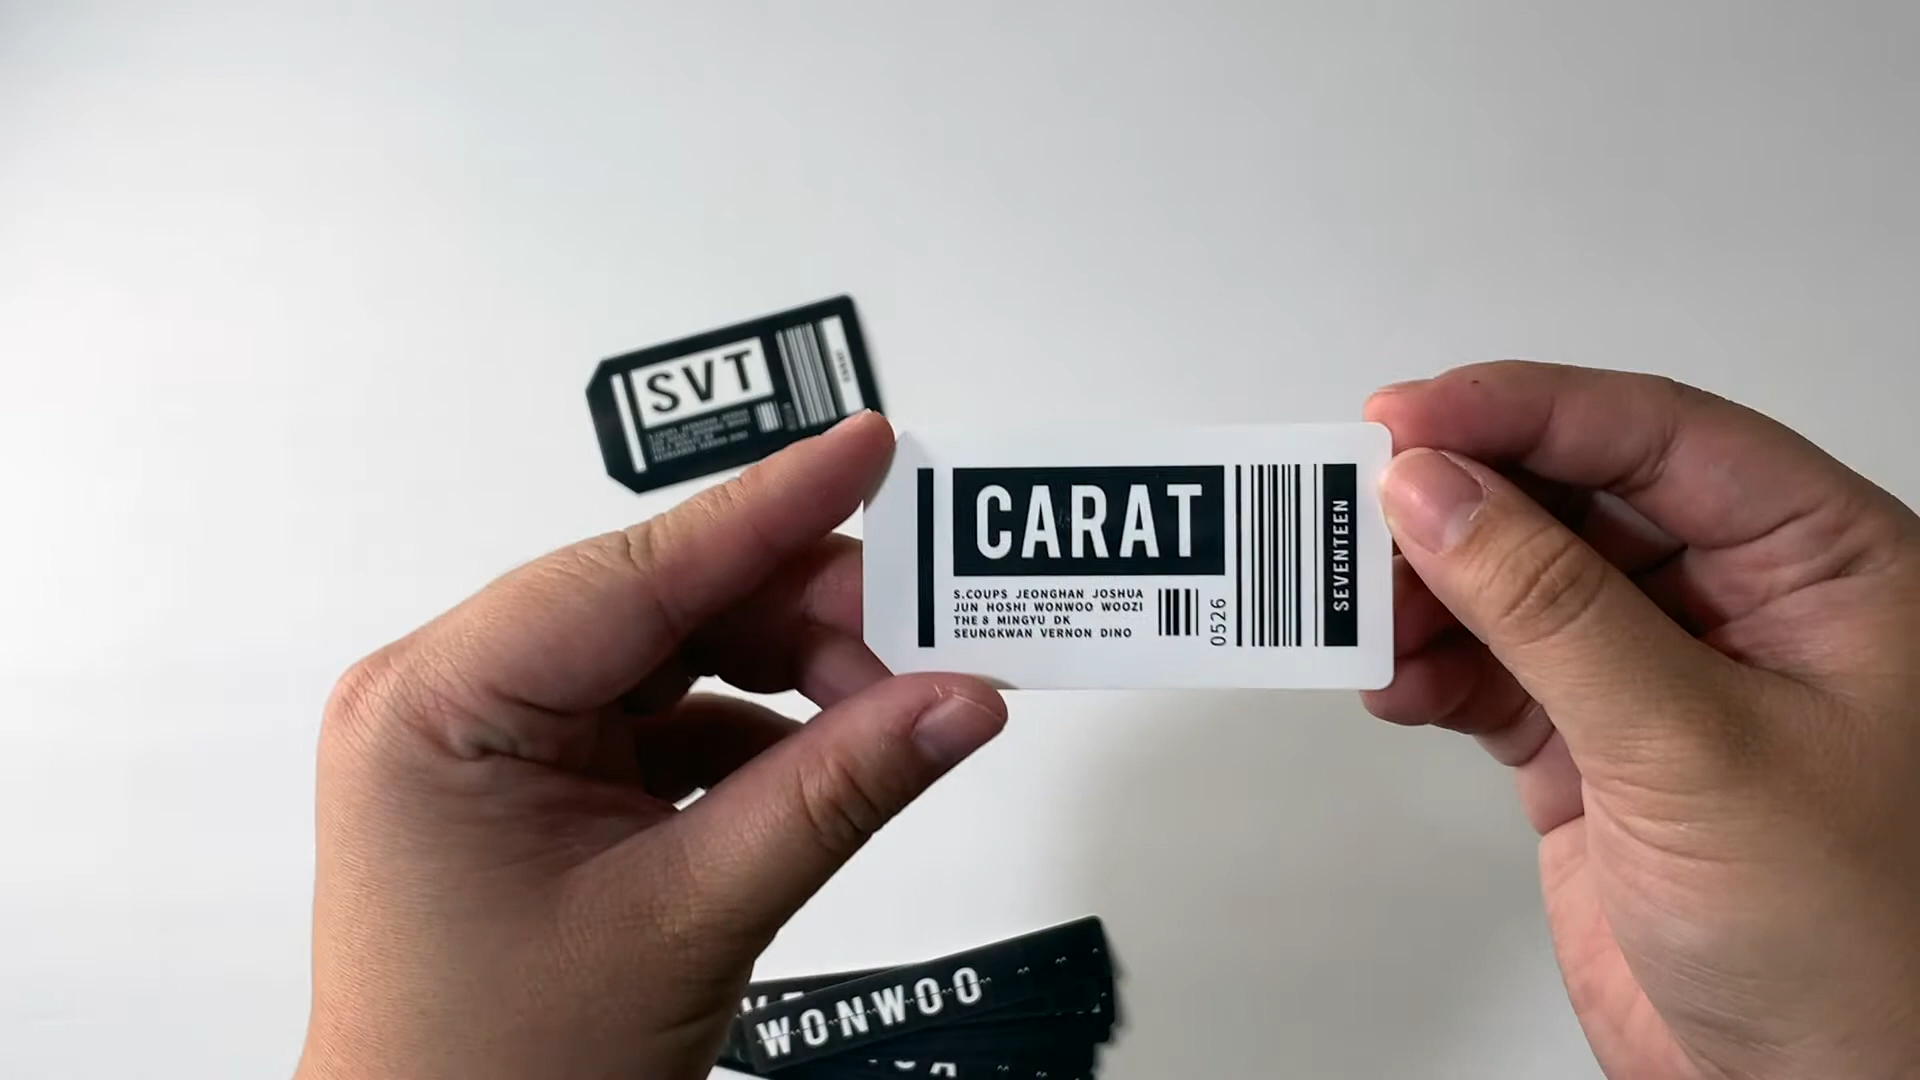 SVT
CARAT
S.COUPS JEONGHAN JOSHUA
JUN HOSHI WONWOO WOOZI
THE 8 MINGYU DK
SEUNGKWAN VERNON DINO
0526
SEVENTEEN
WONWOO